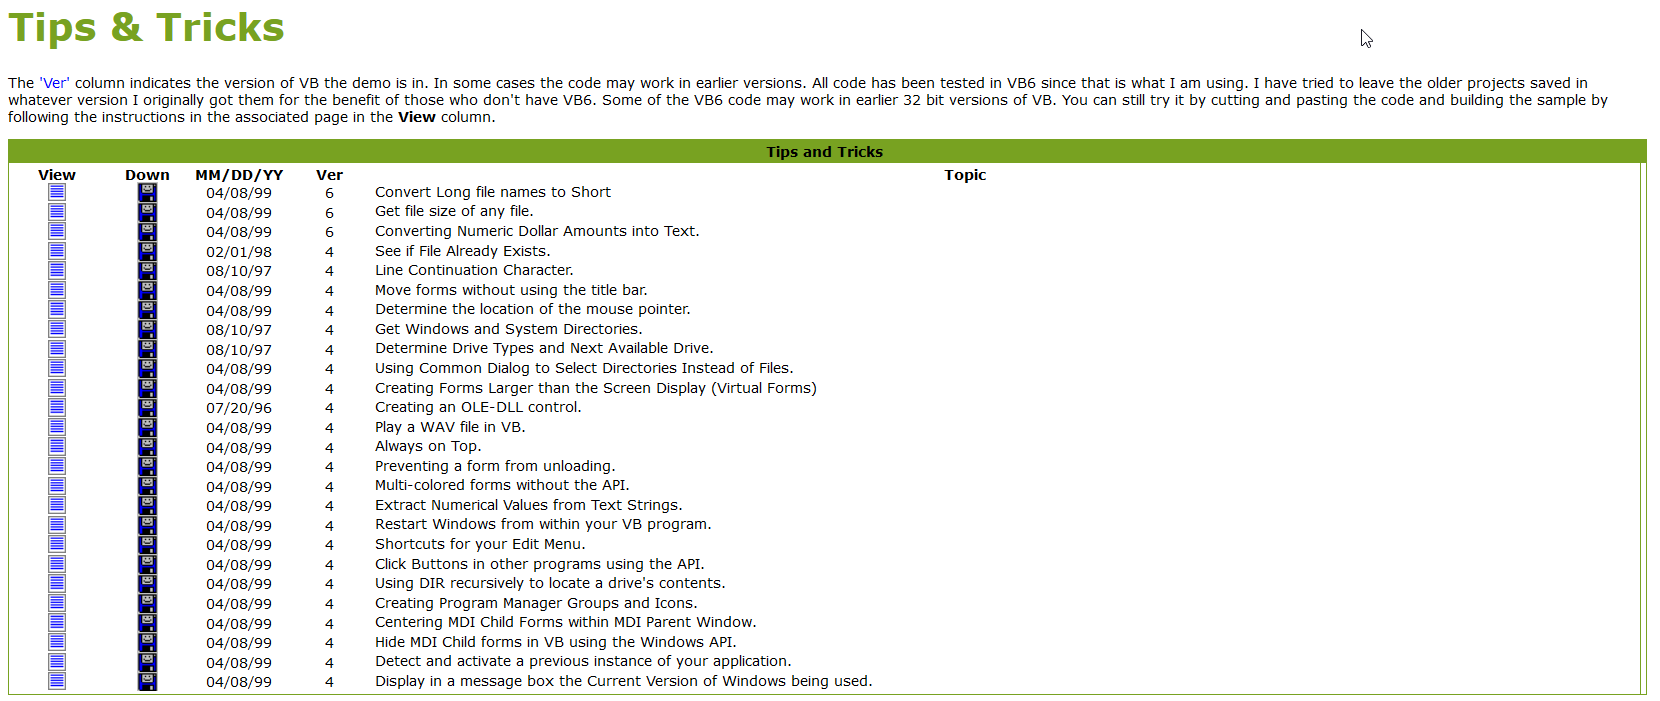 Tips & Tricks
The 'Ver' column indicates the version of VB the demo is in. In some cases the code may work in earlier versions. All code has been tested in VB6 since that is what I am using. I have tried to leave the older projects saved in
whatever version I originally got them for the benefit of those who don't have VB6. Some of the VB6 code may work in earlier 32 bit versions of VB. You can still try it by cutting and pasting the code and building the sample by
following the instructions in the associated page in the View column.
Tips and Tricks
View Down MM/DD/YY Ver Topic
04/08/99 6 Convert Long file names to Short
04/08/99 6 Get file size of any file.
04/08/99 6 Converting Numeric Dollar Amounts into Text.
02/01/98 4 See if File Already Exists.
08/10/97 4 Line Continuation Character.
04/08/99 4 Move forms without using the title bar.
04/08/99 4 Determine the location of the mouse pointer.
08/10/97 4 Get Windows and System Directories.
08/10/97 4 Determine Drive Types and Next Available Drive.
04/08/99 4 Using Common Dialog to Select Directories Instead of Files.
04/08/99 4 Creating Forms Larger than the Screen Display (Virtual Forms)
07/20/96 4 Creating an OLE-DLL control.
04/08/99 4 Play a WAV file in VB.
04/08/99 4 Always on Top.
04/08/99 4 Preventing a form from unloading.
04/08/99 4 Multi-colored forms without the API.
04/08/99 4 Extract Numerical Values from Text Strings.
04/08/99 4 Restart Windows from within your VB program.
04/08/99 4 Shortcuts for your Edit Menu.
04/08/99 4 Click Buttons in other programs using the API.
04/08/99 4 Using DIR recursively to locate a drive's contents.
04/08/99 4 Creating Program Manager Groups and Icons.
04/08/99 4 Centering MDI Child Forms within MDI Parent Window.
04/08/99 4 Hide MDI Child forms in VB using the Windows API.
04/08/99 4 Detect and activate a previous instance of your application.
04/08/99 4 Display in a message box the Current Version of Windows being used.